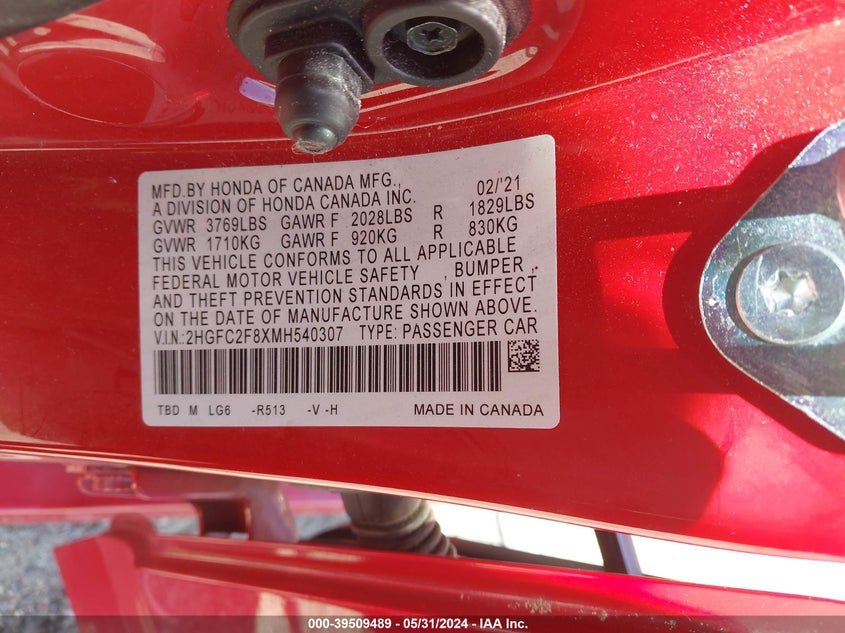 MFD.BY HONDA OF CANADA MFG., 02/'21
A DIVISION OF HONDA CANADA INC.
GVWR 3769LBS GAWR F 2028LBS R 1829LBS
GVWR 1710KG GAWR F 920KG R 830KG
THIS VEHICLE CONFORMS TO ALL APPLICABLE
FEDERAL MOTOR VEHICLE SAFETY , BUMPER ,
AND THEFT PREVENTION STANDARDS IN EFFECT
ON THE DATE OF MANUFACTURE SHOWN ABOVE.
V.I.N.:2HGFC2F8XMH540307 TYPE: PASSENGER CAR
TBD M LG6 -R513 -V -H MADE IN CANADA
000-39509489 - 05/31/2024 - IAA Inc.